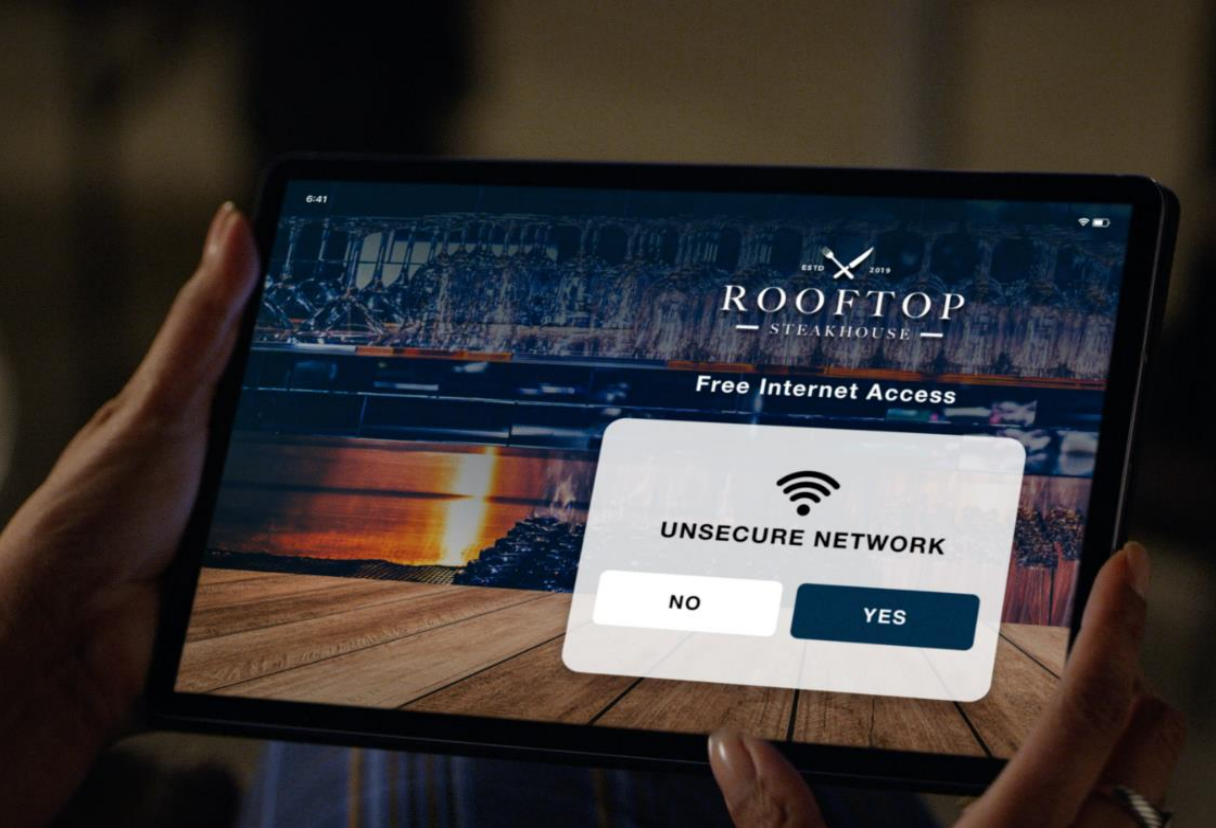 6:41
ESTD 2019
ROOFTOP
STEAKHOUSE
Free Internet Access
UNSECURE NETWORK
NO YES